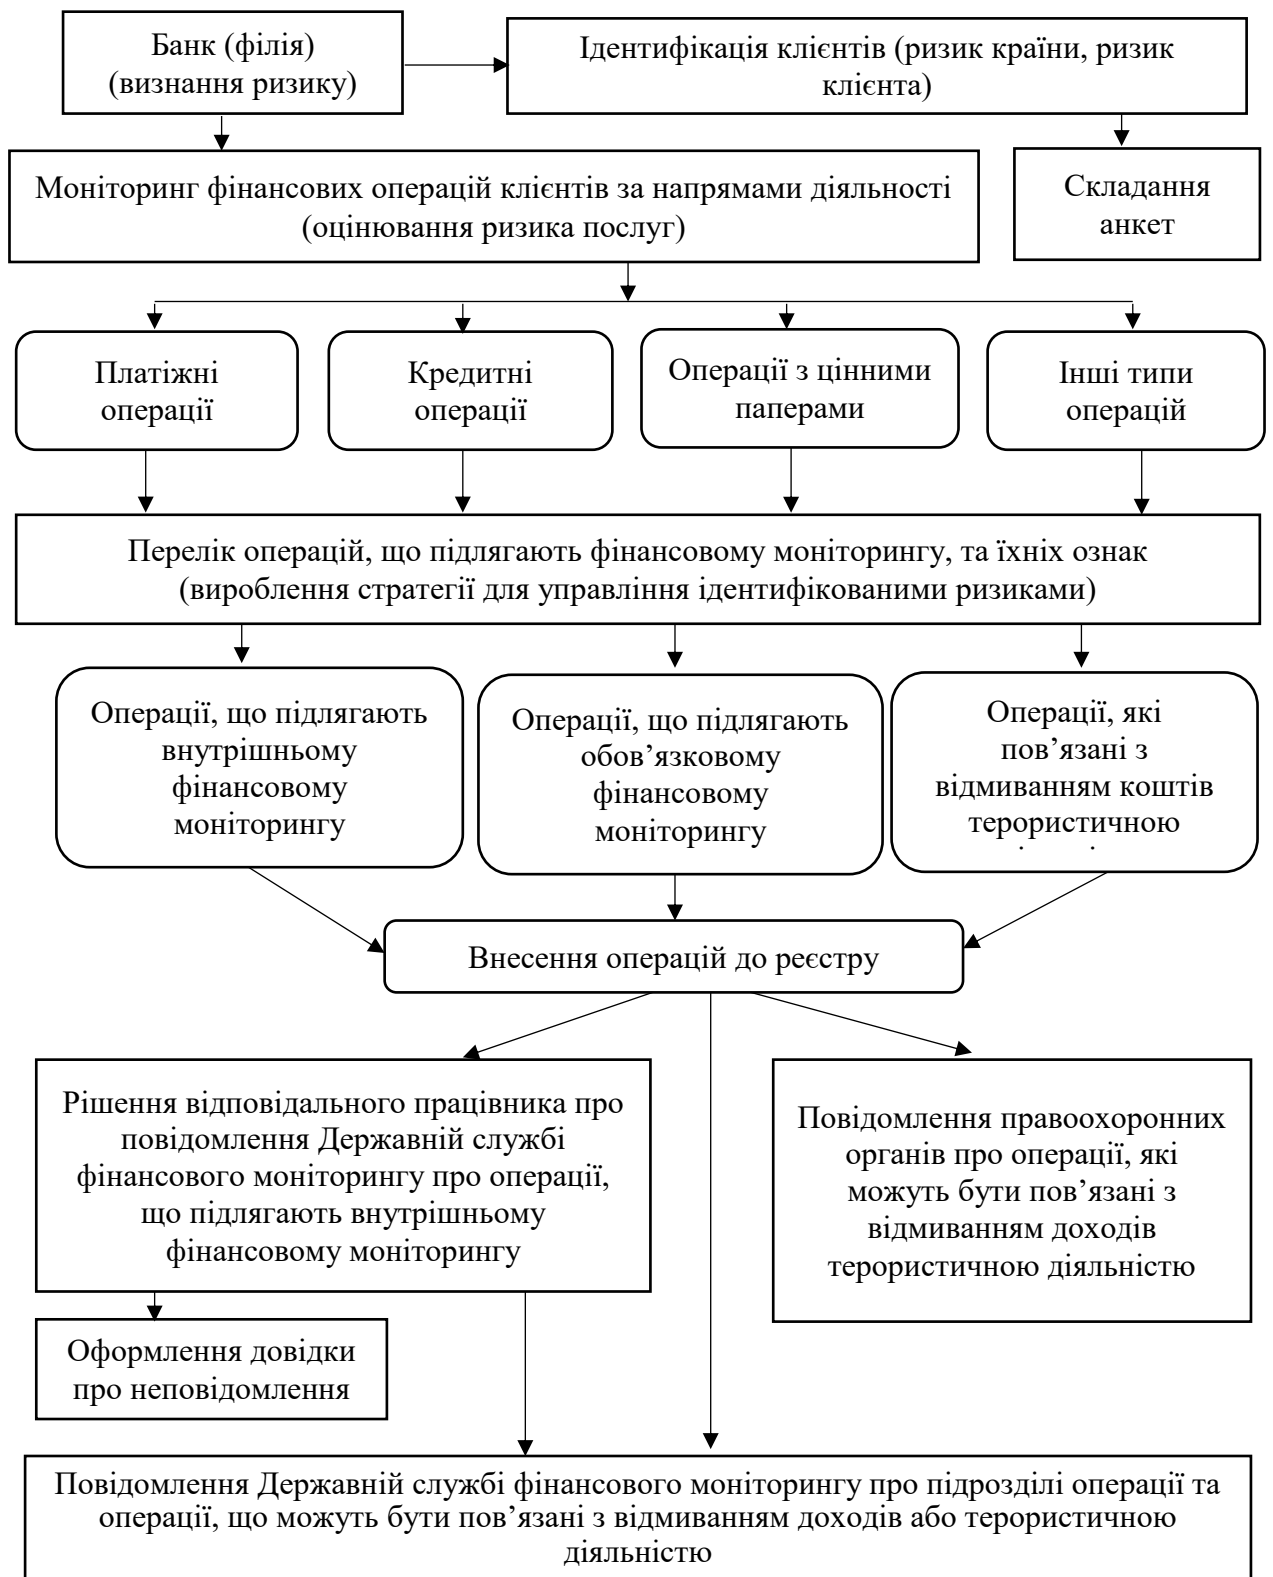 Банк (філія)
(визнання ризику)
Ідентифікація клієнтів (ризик країни, ризик
клієнта)
Моніторинг фінансових операцій клієнтів за напрямами діяльності
(оцінювання ризика послуг)
Складання
анкет
Платіжні
операції
Кредитні
операції
Операції з цінними
паперами
Інші типи
операцій
Перелік операцій, що підлягають фінансовому моніторингу, та їхніх ознак
(вироблення стратегії для управління ідентифікованими ризиками)
Операції, що підлягають
внутрішньому
фінансовому
моніторингу
Операції, що підлягають
обов’язковому
фінансовому
моніторингу
Операції, які
пов’язані з
відмиванням коштів
терористичною
Внесення операцій до реєстру
Рішення відповідального працівника про
повідомлення Державній службі
фінансового моніторингу про операції,
що підлягають внутрішньому
фінансовому моніторингу
Повідомлення правоохоронних
органів про операції, які
можуть бути пов’язані з
відмиванням доходів
терористичною діяльністю
Оформлення довідки
про неповідомлення
Повідомлення Державній службі фінансового моніторингу про підрозділі операції та
операції, що можуть бути пов’язані з відмиванням доходів або терористичною
діяльністю